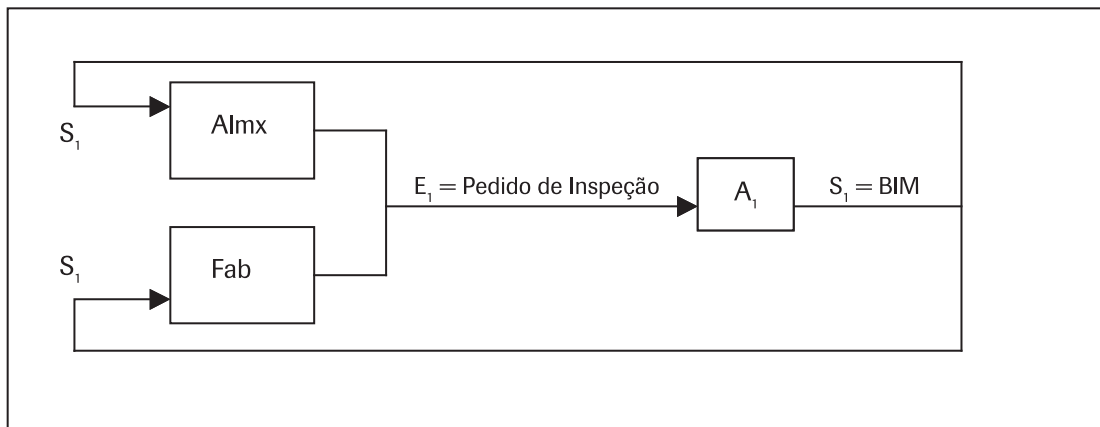 Almx
S₁
E₁ = Pedido de Inspeção
A₁
S₁ = BIM
S₁
Fab